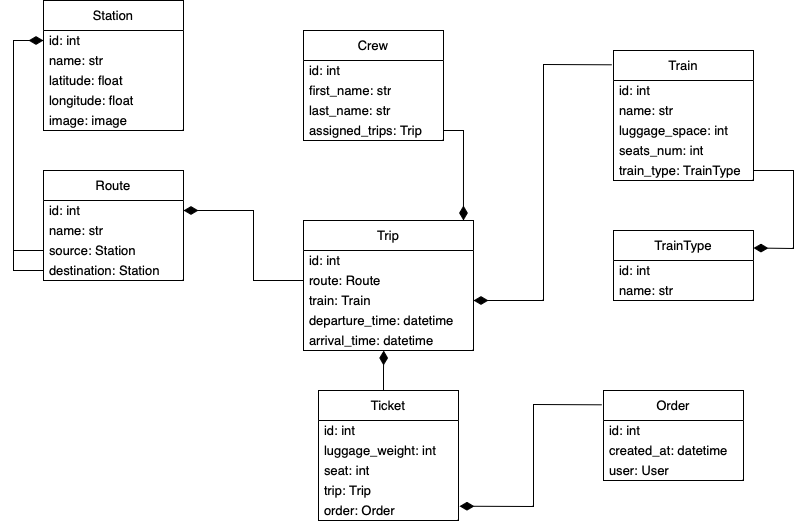 Station
id: int
name: str
latitude: float
longitude: float
image: image
Crew
id: int
first_name: str
last_name: str
assigned_trips: Trip
Train
id: int
name: str
luggage_space: int
seats_num: int
train_type: TrainType
Route
id: int
name: str
source: Station
destination: Station
Trip
id: int
route: Route
train: Train
departure_time: datetime
arrival_time: datetime
TrainType
id: int
name: str
Ticket
id: int
luggage_weight: int
seat: int
trip: Trip
order: Order
Order
id: int
created_at: datetime
user: User